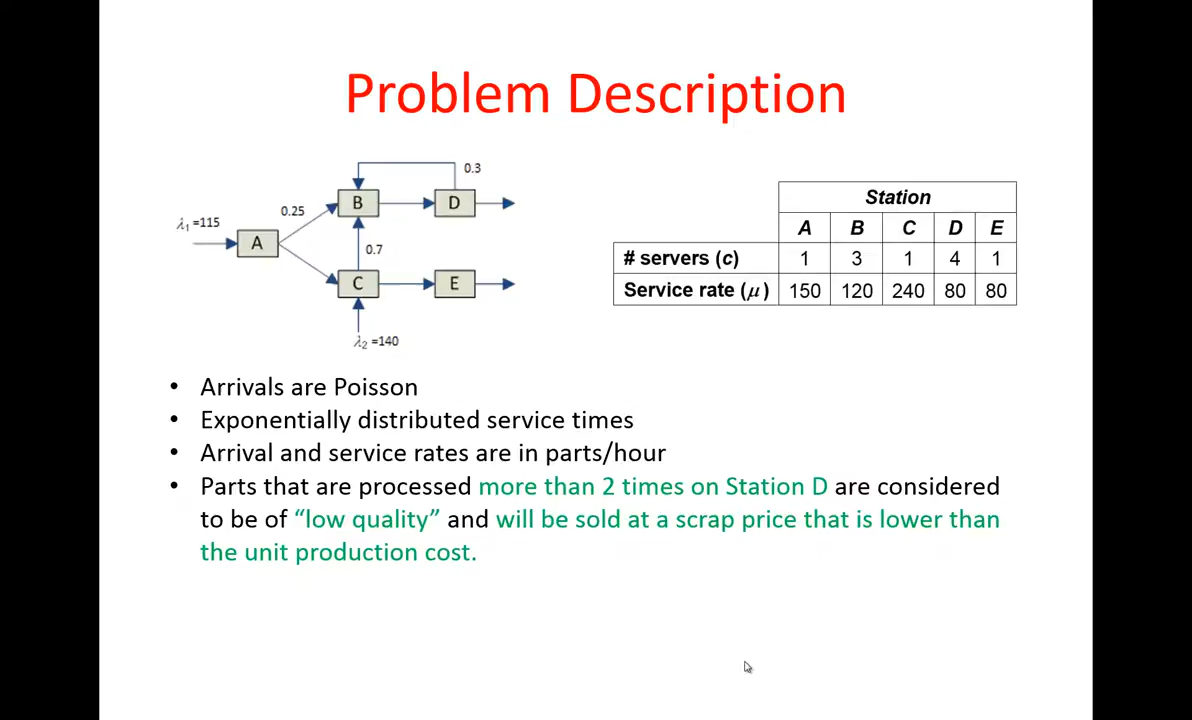 Problem Description
0.3
B
D
0.25
λ1 =115
A
0.7
C
E
λ2 =140
Station
A B C D E
# servers (c) 1 3 1 4 1
Service rate (μ) 150 120 240 80 80
• Arrivals are Poisson
• Exponentially distributed service times
• Arrival and service rates are in parts/hour
• Parts that are processed more than 2 times on Station D are considered
to be of “low quality” and will be sold at a scrap price that is lower than
the unit production cost.